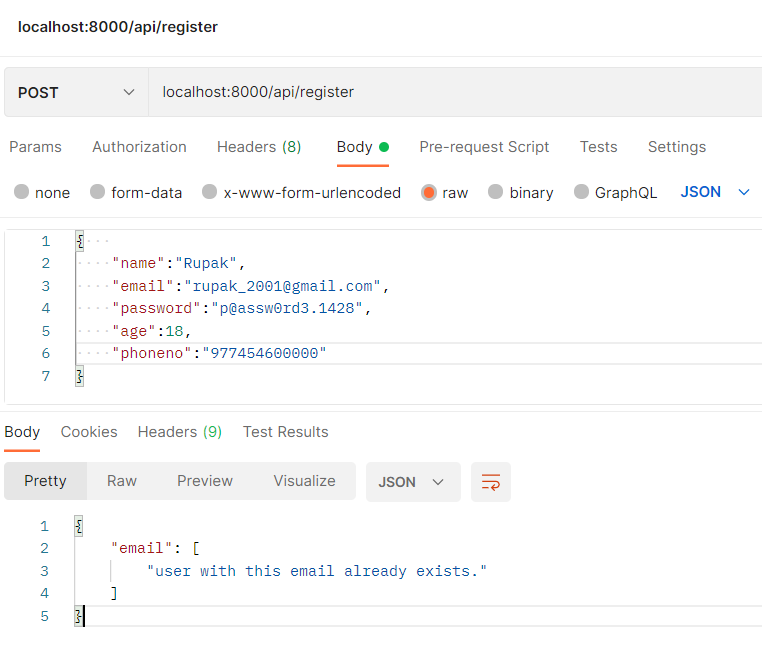 localhost:8000/api/register
POST localhost:8000/api/register
Params Authorization Headers (8) Body Pre-request Script Tests Settings
none form-data x-www-form-urlencoded raw binary GraphQL JSON
1 {
2 "name":"Rupak",
3 "email":"rupak_2001@gmail.com",
4 "password":"p@assw0rd3.1428",
5 "age":18,
6 "phoneno":"977454600000"
7 }
Body Cookies Headers (9) Test Results
Pretty Raw Preview Visualize JSON
1 {
2 "email": [
3 "user with this email already exists."
4 ]
5 }